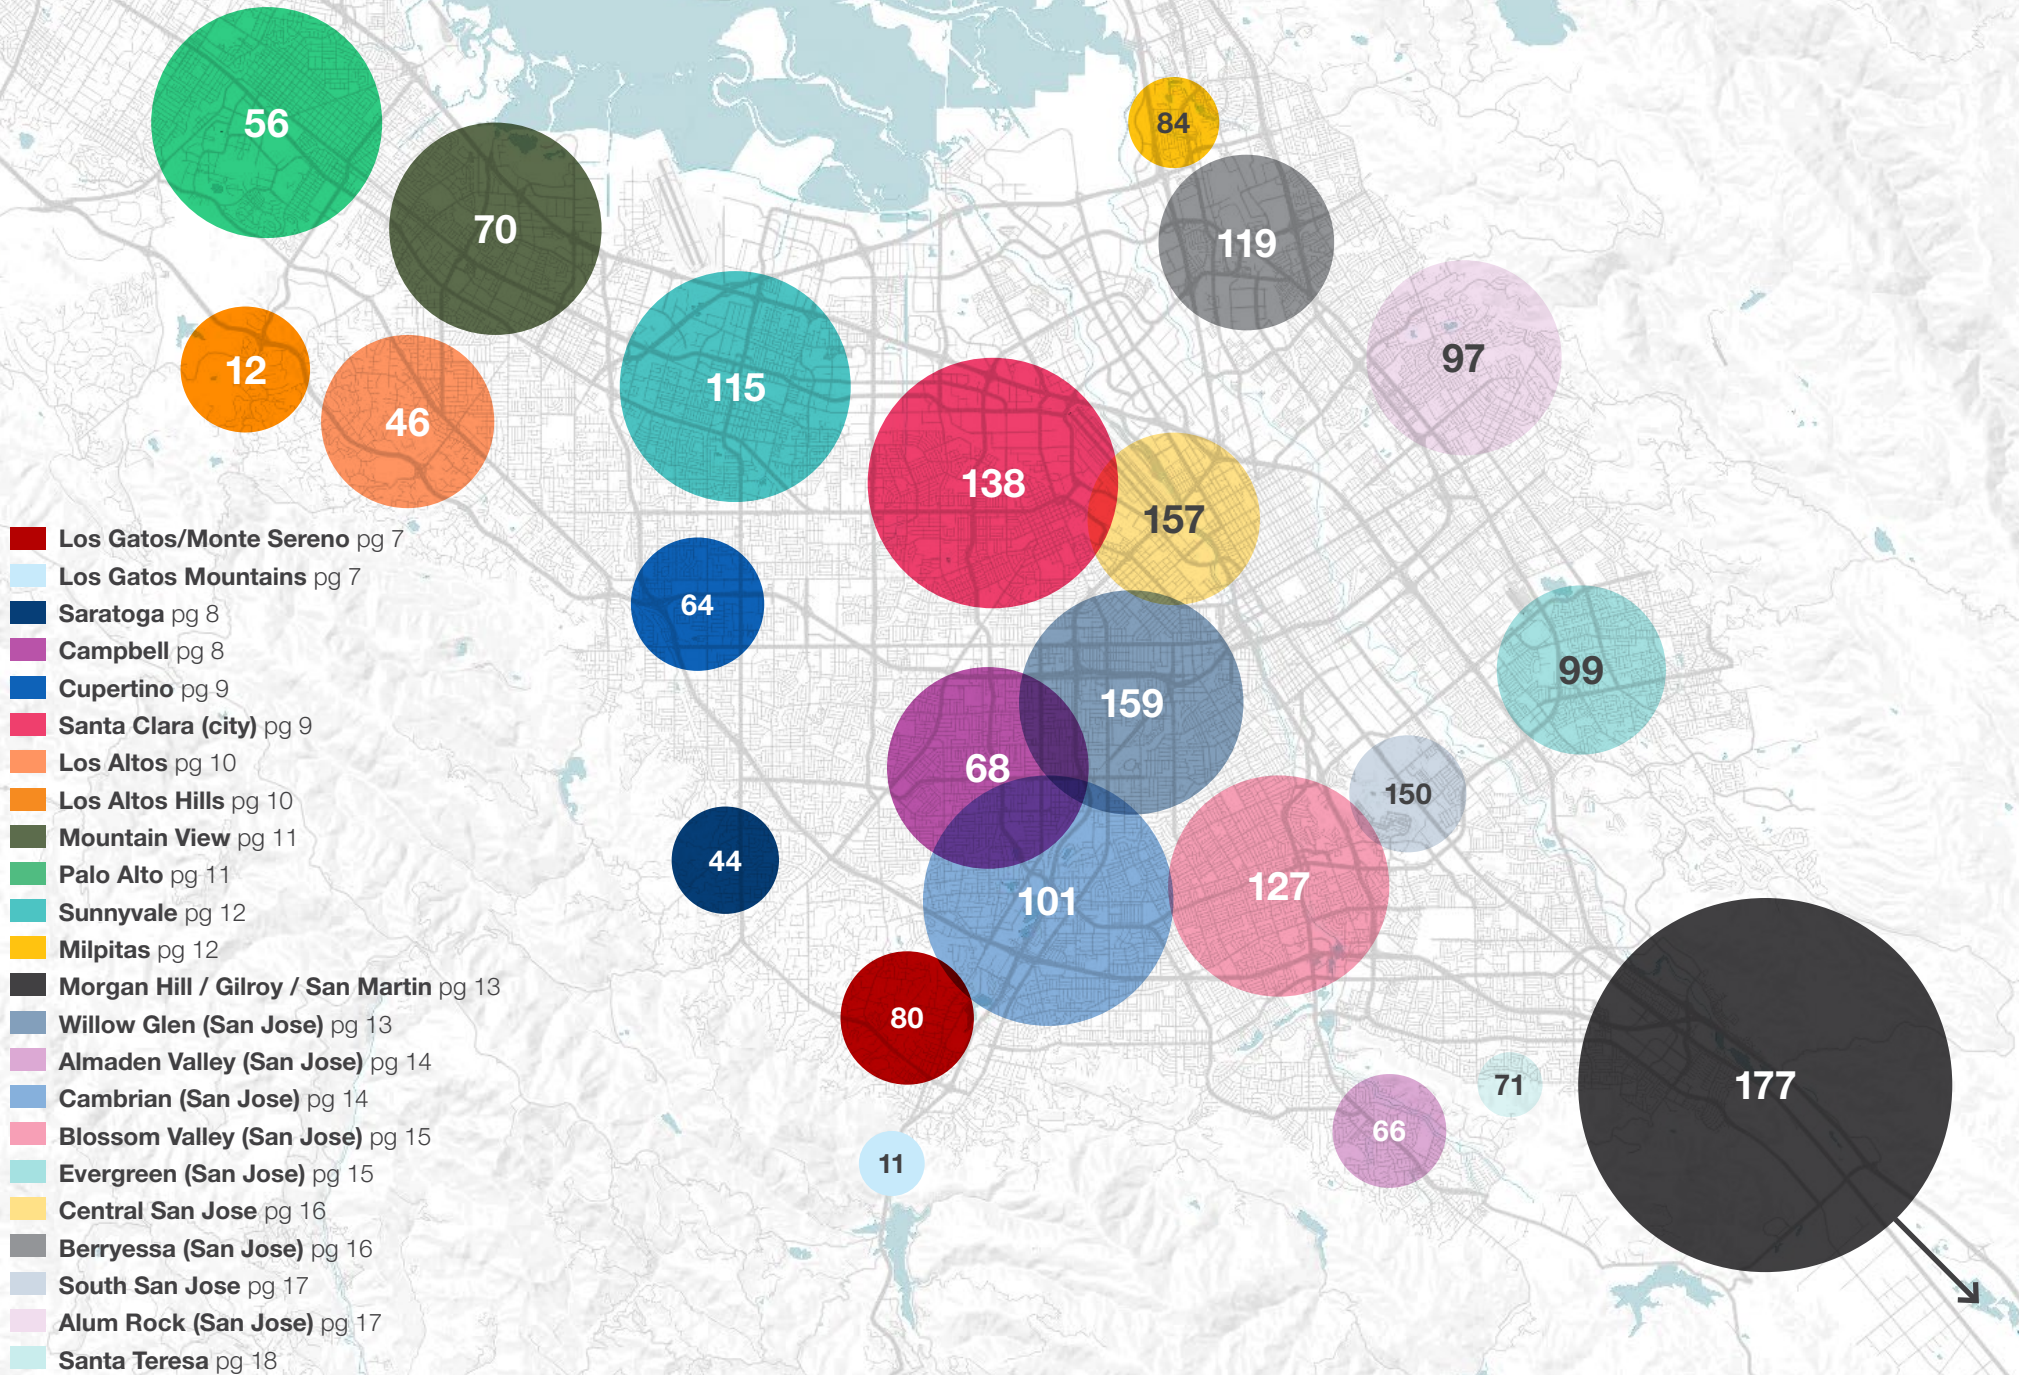 56
84
70
119
97
12
115
46
138
157
Los Gatos/Monte Sereno pg 7
Los Gatos Mountains pg 7
Saratoga pg 8
Campbell pg 8
Cupertino pg 9
Santa Clara (city) pg 9
Los Altos pg 10
Los Altos Hills pg 10
Mountain View pg 11
Palo Alto pg 11
Sunnyvale pg 12
Milpitas pg 12
Morgan Hill / Gilroy / San Martin pg 13
Willow Glen (San Jose) pg 13
Almaden Valley (San Jose) pg 14
Cambrian (San Jose) pg 14
Blossom Valley (San Jose) pg 15
Evergreen (San Jose) pg 15
Central San Jose pg 16
Berryessa (San Jose) pg 16
South San Jose pg 17
Alum Rock (San Jose) pg 17
Santa Teresa pg 18
64
99
159
68
150
44
127
101
80
71
177
66
11